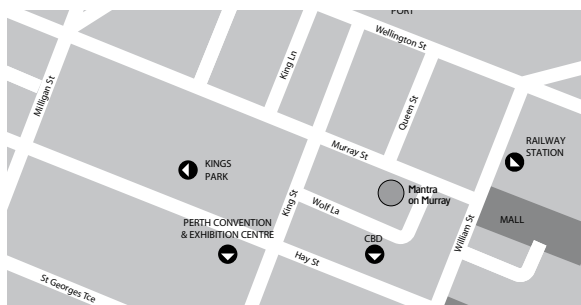 PORT
Wellington St
King Ln
Milligan St
Queen St
Murray St
RAILWAY
STATION
KINGS
PARK
Mantra
on Murray
King St
Wolf La
MALL
William St
PERTH CONVENTION
& EXHIBITION CENTRE
CBD
Hay St
St Georges Tce